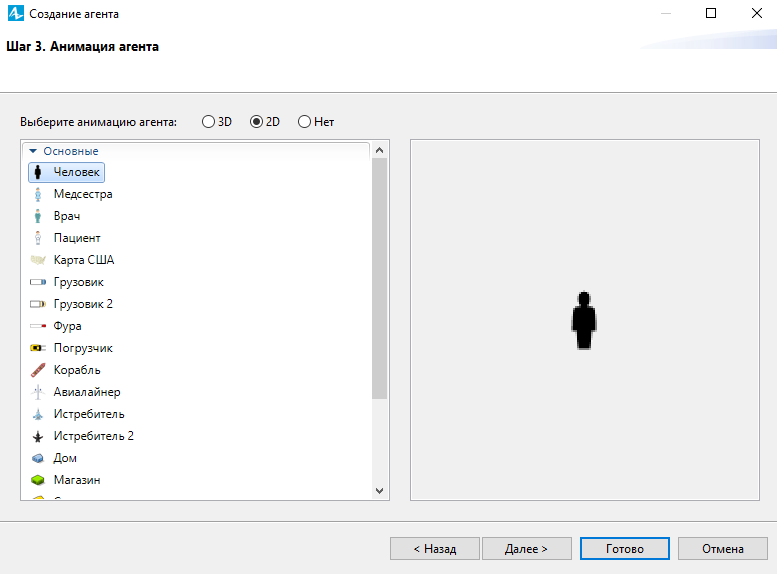 Создание агента
Шаг 3. Анимация агента
Выберите анимацию агента: 3D 2D Нет
Основные
Человек
Медсестра
Врач
Пациент
Карта США
Грузовик
Грузовик 2
Фура
Погрузчик
Корабль
Авиалайнер
Истребитель
Истребитель 2
Дом
Магазин
< Назад Далее > Готово Отмена